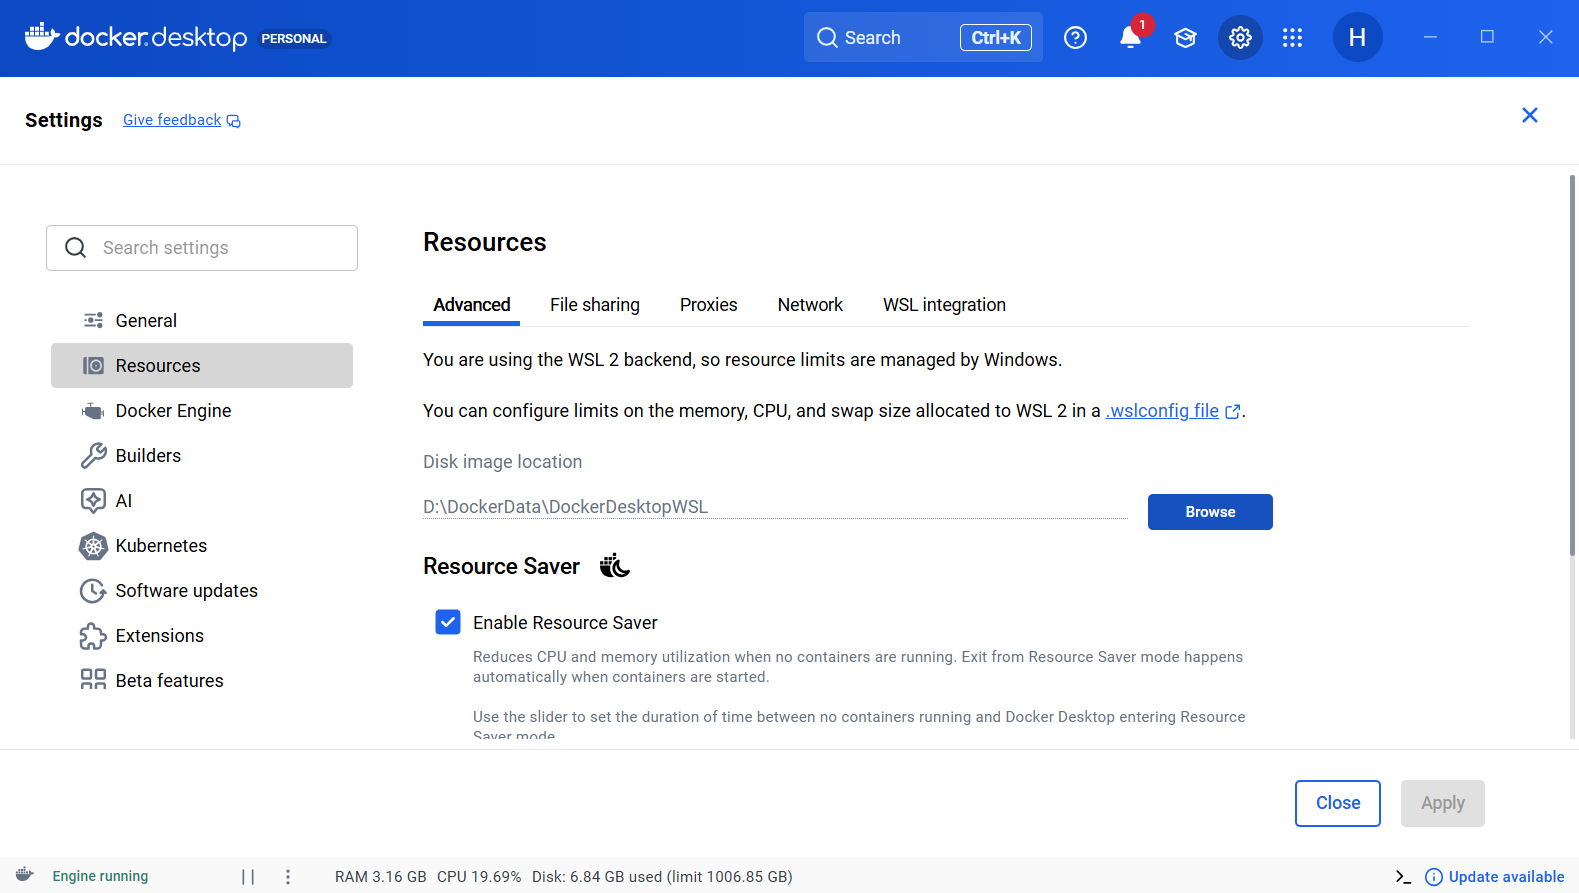 docker.desktop PERSONAL
Search Ctrl+K
1
H
Settings Give feedback
Search settings
General
Resources
Docker Engine
Builders
AI
Kubernetes
Software updates
Extensions
Beta features
Resources
Advanced File sharing Proxies Network WSL integration
You are using the WSL 2 backend, so resource limits are managed by Windows.
You can configure limits on the memory, CPU, and swap size allocated to WSL 2 in a .wslconfig file.
Disk image location
D:\DockerData\DockerDesktopWSL
Browse
Resource Saver
Enable Resource Saver
Reduces CPU and memory utilization when no containers are running. Exit from Resource Saver mode happens
automatically when containers are started.
Use the slider to set the duration of time between no containers running and Docker Desktop entering Resource
Saver mode.
Close Apply
Engine running RAM 3.16 GB CPU 19.69% Disk: 6.84 GB used (limit 1006.85 GB) Update available